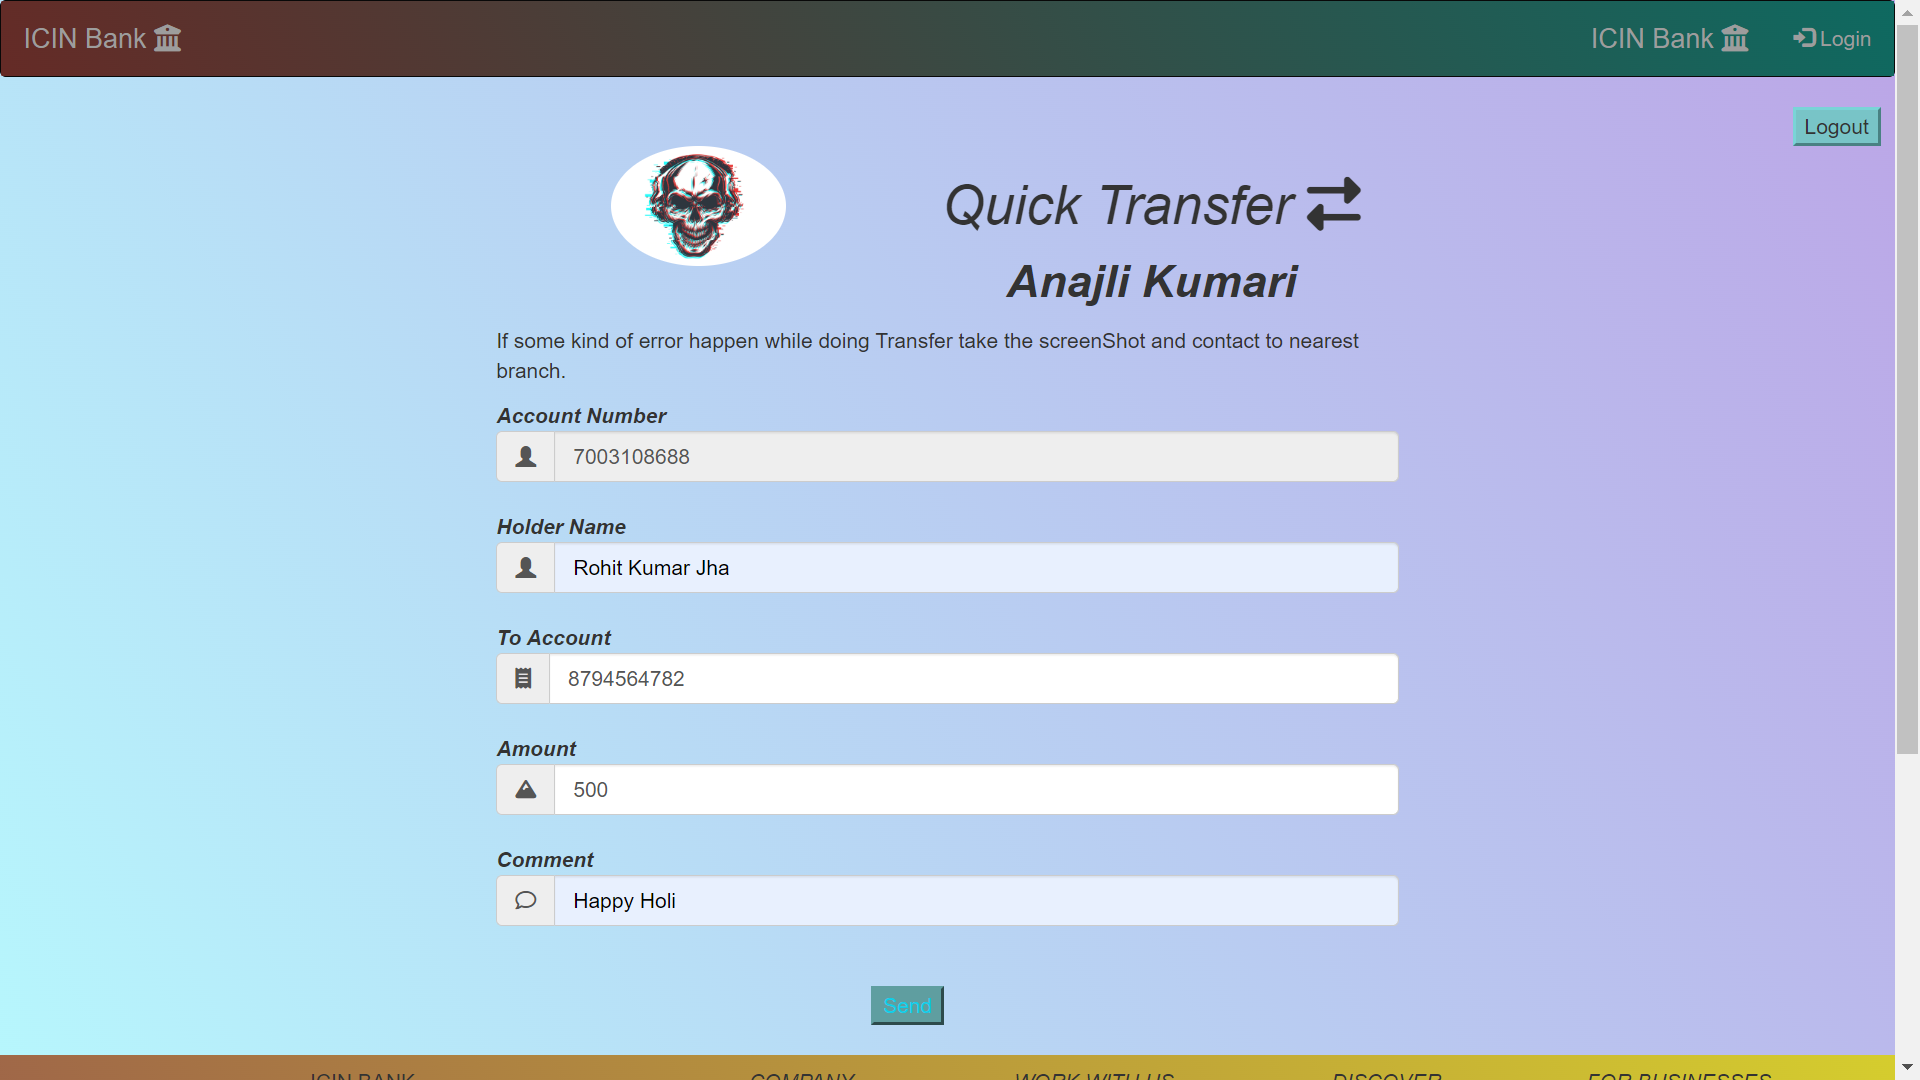 ICIN Bank
ICIN Bank
Login
Logout
Quick Transfer
Anajli Kumari
If some kind of error happen while doing Transfer take the screenShot and contact to nearest
branch.
Account Number
7003108688
Holder Name
Rohit Kumar Jha
To Account
8794564782
Amount
500
Comment
Happy Holi
Send
ICIN BANK
COMPANY
WORK WITH US
DISCOVER
FOR BUSINESSES